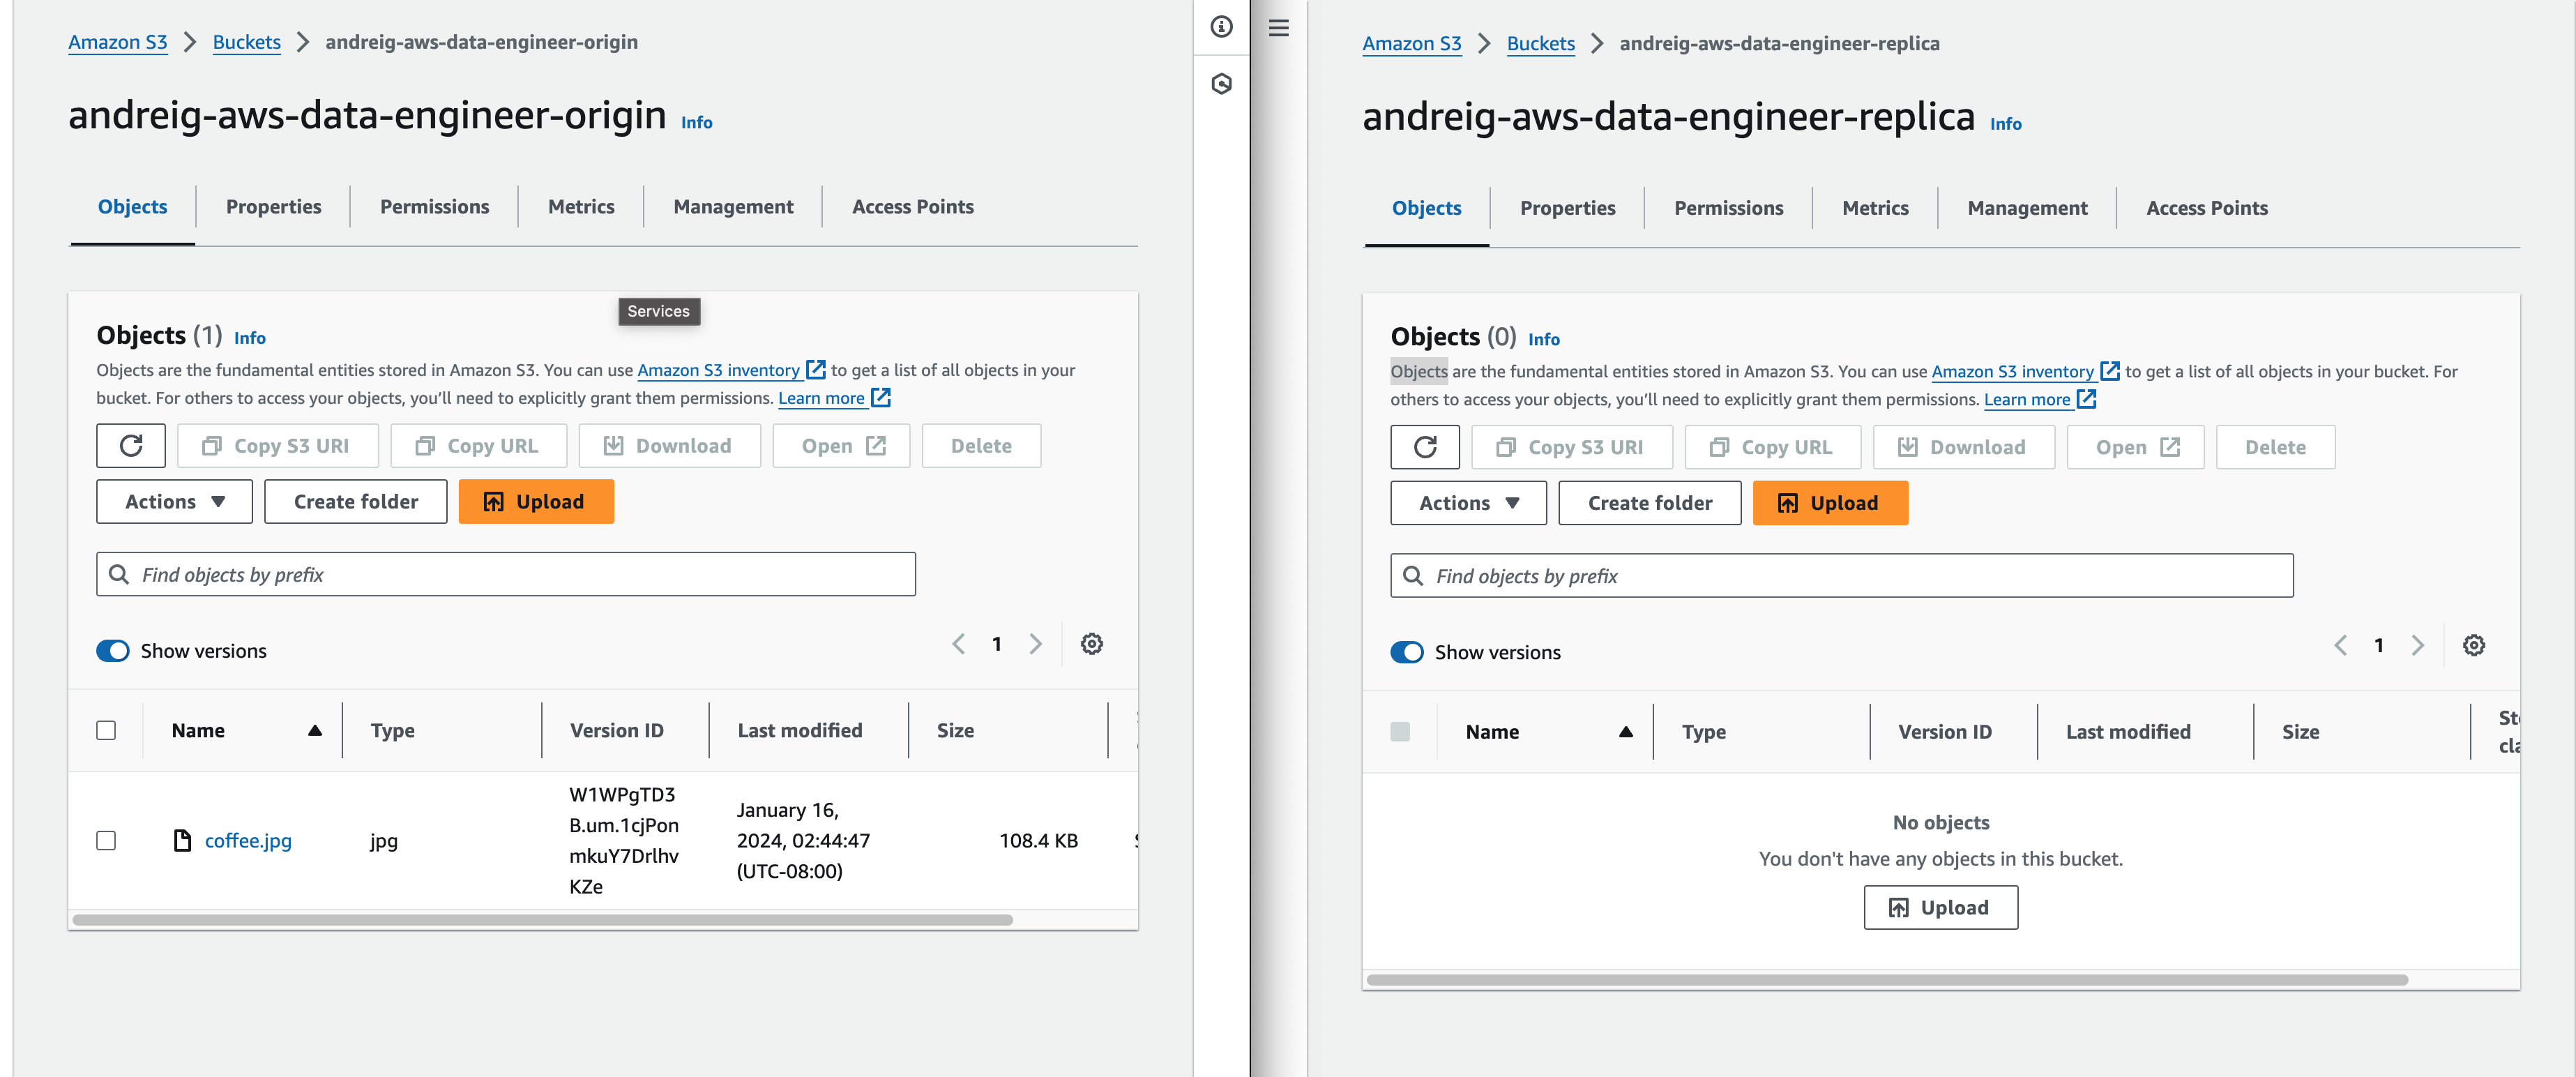 Amazon S3 > Buckets > andreig-aws-data-engineer-origin
andreig-aws-data-engineer-origin Info
Objects Properties Permissions Metrics Management Access Points
Services
Objects (1) Info
Objects are the fundamental entities stored in Amazon S3. You can use Amazon S3 inventory to get a list of all objects in your
bucket. For others to access your objects, you’ll need to explicitly grant them permissions. Learn more
Copy S3 URI Copy URL Download Open Delete
Actions Create folder Upload
Find objects by prefix
Show versions 1
Name Type Version ID Last modified Size
coffee.jpg jpg
W1WPgTD3
B.um.1cjPon
mkuY7Drlhv
KZe
January 16,
2024, 02:44:47
(UTC-08:00)
108.4 KB
Amazon S3 > Buckets > andreig-aws-data-engineer-replica
andreig-aws-data-engineer-replica Info
Objects Properties Permissions Metrics Management Access Points
Objects (0) Info
Objects are the fundamental entities stored in Amazon S3. You can use Amazon S3 inventory to get a list of all objects in your bucket. For
others to access your objects, you’ll need to explicitly grant them permissions. Learn more
Copy S3 URI Copy URL Download Open Delete
Actions Create folder Upload
Find objects by prefix
Show versions 1
Name Type Version ID Last modified Size
No objects
You don't have any objects in this bucket.
Upload